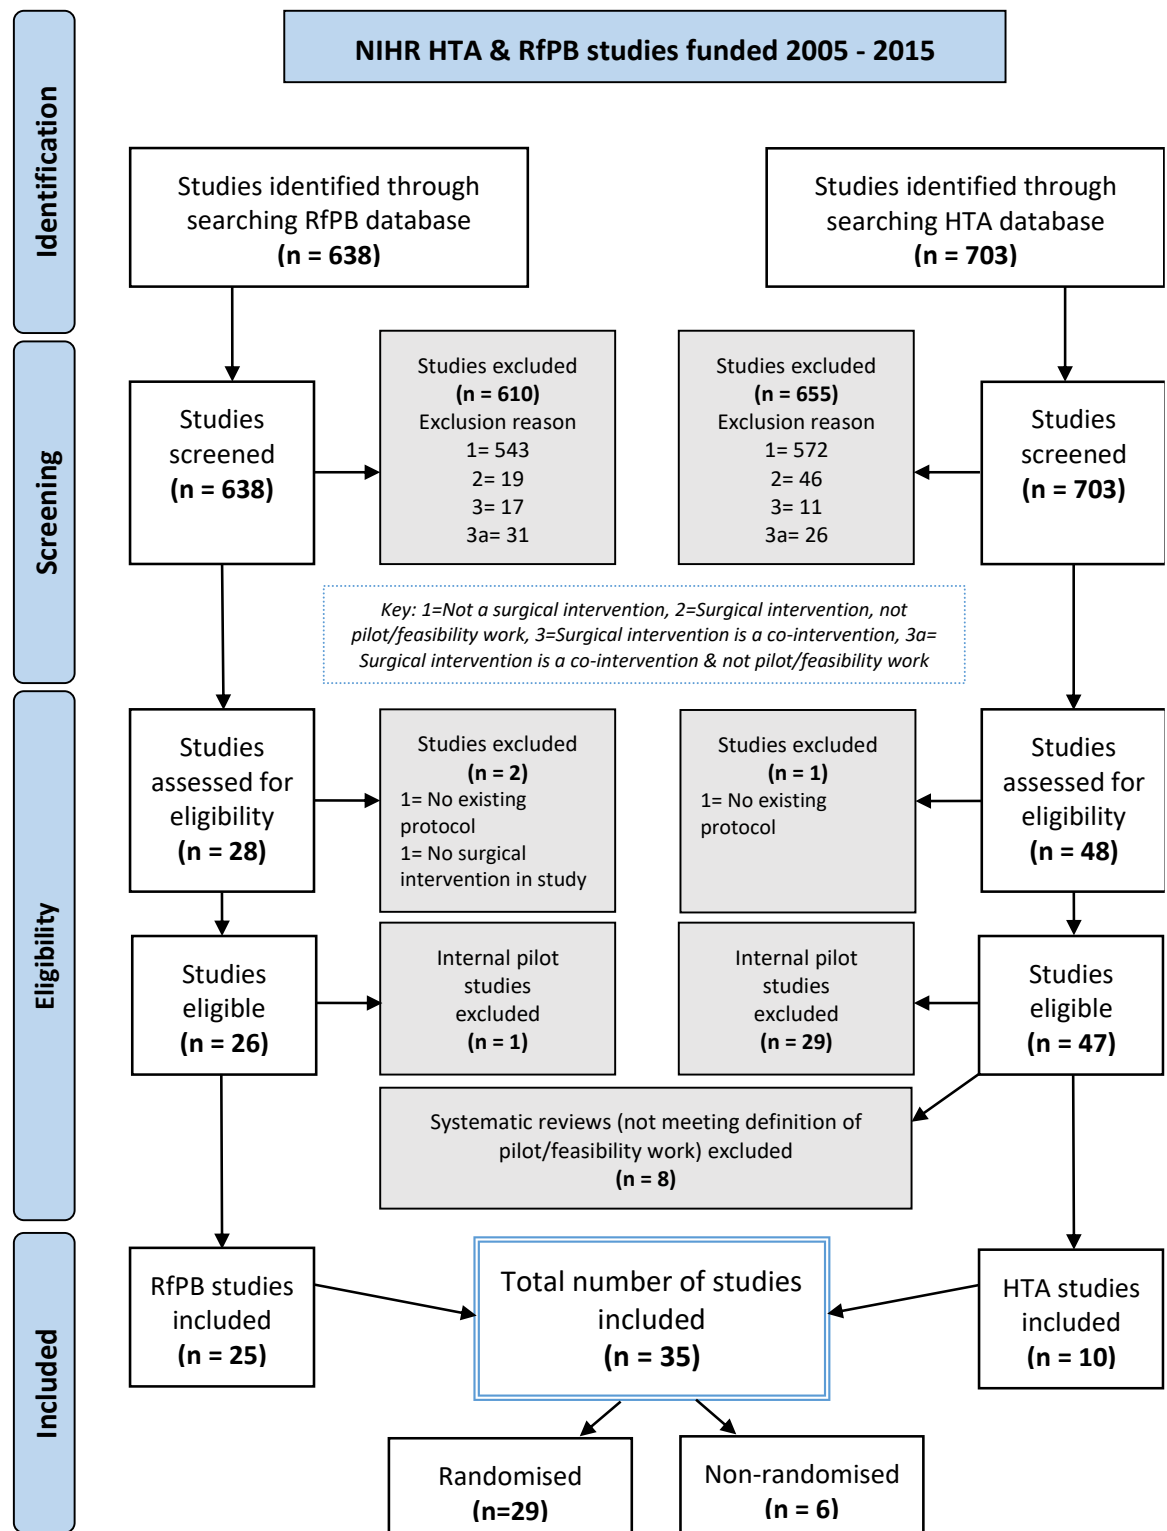 NIHR HTA & RfPB studies funded 2005 - 2015
Identification
Studies identified through
searching RfPB database
(n = 638)
Studies identified through
searching HTA database
(n = 703)
Screening
Studies
screened
(n = 638)
Studies excluded
(n = 610)
Exclusion reason
1= 543
2= 19
3= 17
3a= 31
Studies excluded
(n = 655)
Exclusion reason
1= 572
2= 46
3= 11
3a= 26
Studies
screened
(n = 703)
Key: 1=Not a surgical intervention, 2=Surgical intervention, not
pilot/feasibility work, 3=Surgical intervention is a co-intervention, 3a=
Surgical intervention is a co-intervention & not pilot/feasibility work
Eligibility
Studies
assessed for
eligibility
(n = 28)
Studies excluded
(n = 2)
1= No existing
protocol
1= No surgical
intervention in study
Studies excluded
(n = 1)
1= No existing
protocol
Studies
assessed for
eligibility
(n = 48)
Studies
eligible
(n = 26)
Internal pilot
studies
excluded
(n = 1)
Internal pilot
studies
excluded
(n = 29)
Studies
eligible
(n = 47)
Systematic reviews (not meeting definition of
pilot/feasibility work) excluded
(n = 8)
Included
RfPB studies
included
(n = 25)
Total number of studies
included
(n = 35)
HTA studies
included
(n = 10)
Randomised
(n=29)
Non-randomised
(n = 6)